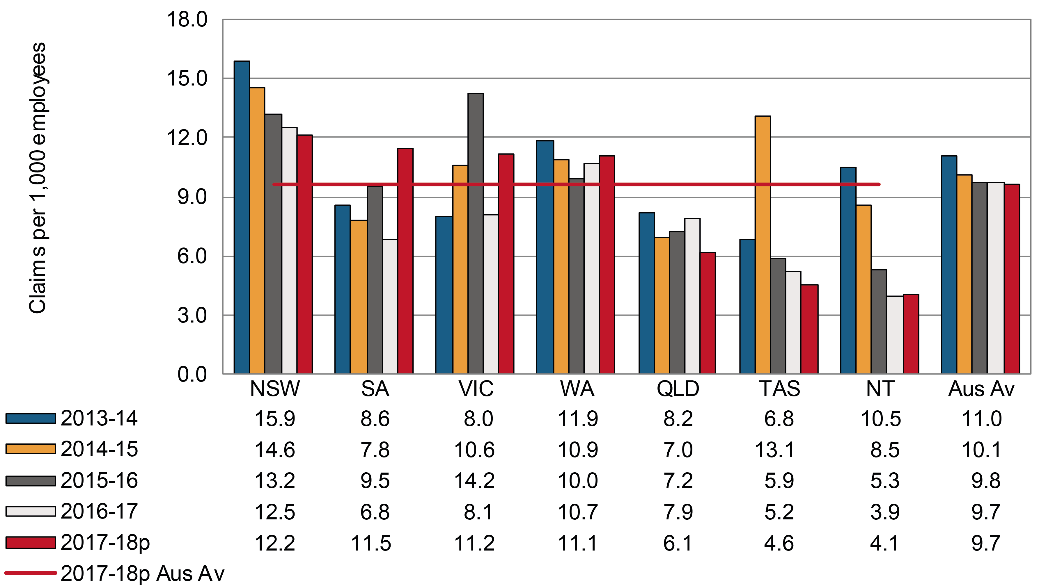 Claims per 1,000 employees
18.0
15.0
12.0
9.0
6.0
3.0
0.0
NSW SA VIC WA QLD TAS NT Aus Av
2013-14 15.9 8.6 8.0 11.9 8.2 6.8 10.5 11.0
2014-15 14.6 7.8 10.6 10.9 7.0 13.1 8.5 10.1
2015-16 13.2 9.5 14.2 10.0 7.2 5.9 5.3 9.8
2016-17 12.5 6.8 8.1 10.7 7.9 5.2 3.9 9.7
2017-18p 12.2 11.5 11.2 11.1 6.1 4.6 4.1 9.7
2017-18p Aus Av